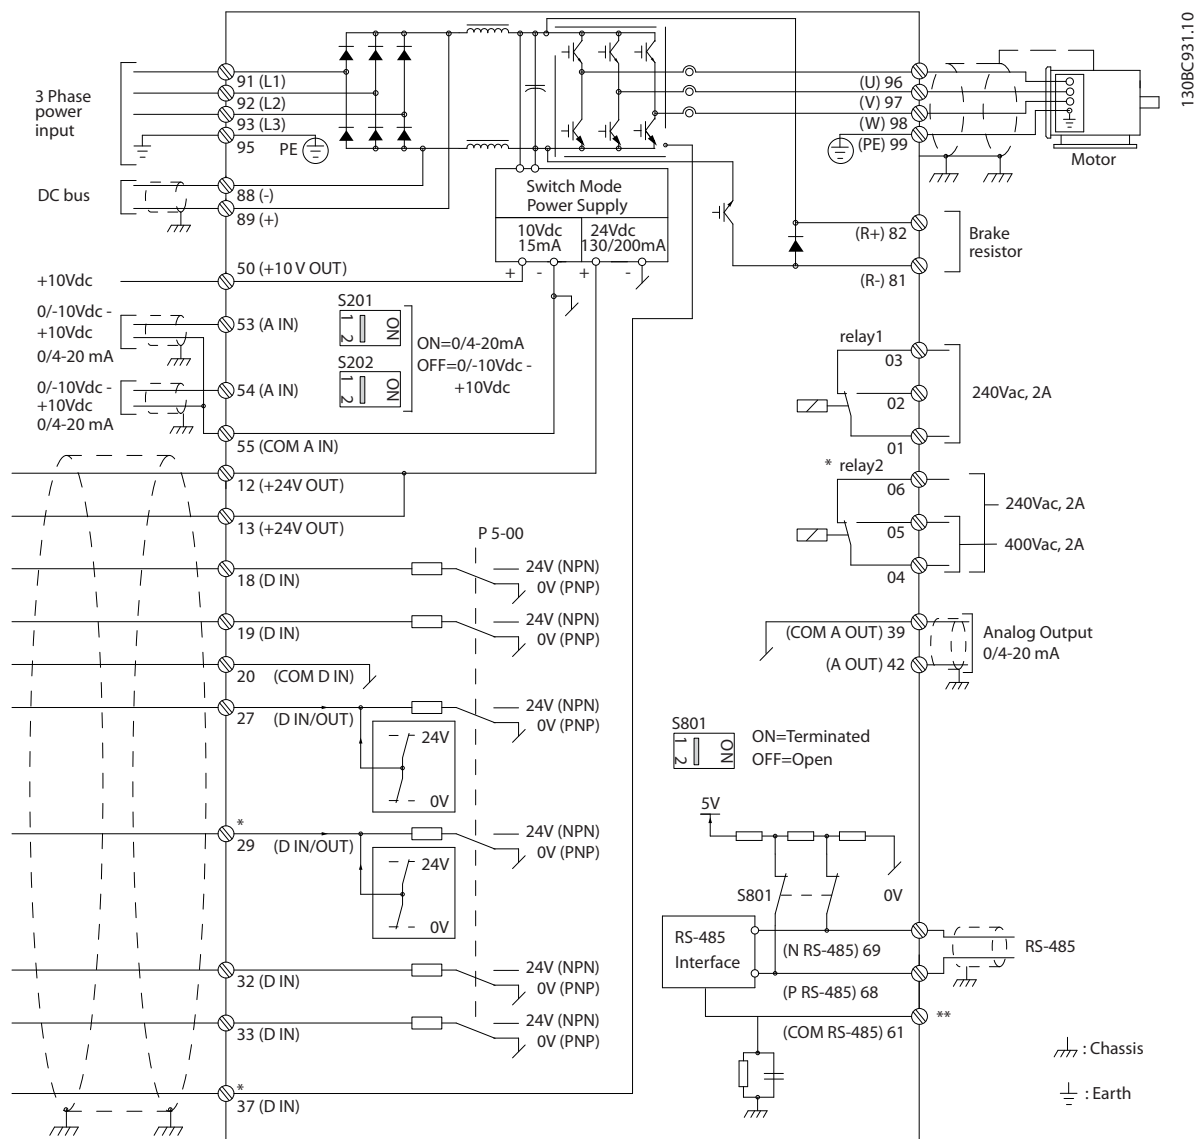 130BC931.10
3 Phase
power
input
91 (L1)
92 (L2)
93 (L3)
95
PE
DC bus
88 (-)
89 (+)
Switch Mode
Power Supply
10Vdc
15mA
24Vdc
130/200mA
+ - + -
(U) 96
(V) 97
(W) 98
(PE) 99
Motor
(R+) 82
Brake
resistor
(R-) 81
+10Vdc
50 (+10 V OUT)
0/-10Vdc -
+10Vdc
0/4-20 mA
53 (A IN)
S201
1 2
ON
S202
1 2
ON
ON=0/4-20mA
OFF=0/-10Vdc -
+10Vdc
0/-10Vdc -
+10Vdc
0/4-20 mA
54 (A IN)
55 (COM A IN)
12 (+24V OUT)
13 (+24V OUT)
relay1
03
02
01
240Vac, 2A
* relay2
06
05
04
240Vac, 2A
400Vac, 2A
P 5-00
18 (D IN)
24V (NPN)
0V (PNP)
19 (D IN)
24V (NPN)
0V (PNP)
20 (COM D IN)
27 (D IN/OUT)
24V (NPN)
0V (PNP)
24V
0V
*
29 (D IN/OUT)
24V (NPN)
0V (PNP)
24V
0V
32 (D IN)
24V (NPN)
0V (PNP)
33 (D IN)
24V (NPN)
0V (PNP)
*
37 (D IN)
(COM A OUT) 39
(A OUT) 42
Analog Output
0/4-20 mA
S801
1 2
ON
ON=Terminated
OFF=Open
5V
S801
0V
RS-485
Interface
(N RS-485) 69
(P RS-485) 68
(COM RS-485) 61
RS-485
**
: Chassis
: Earth